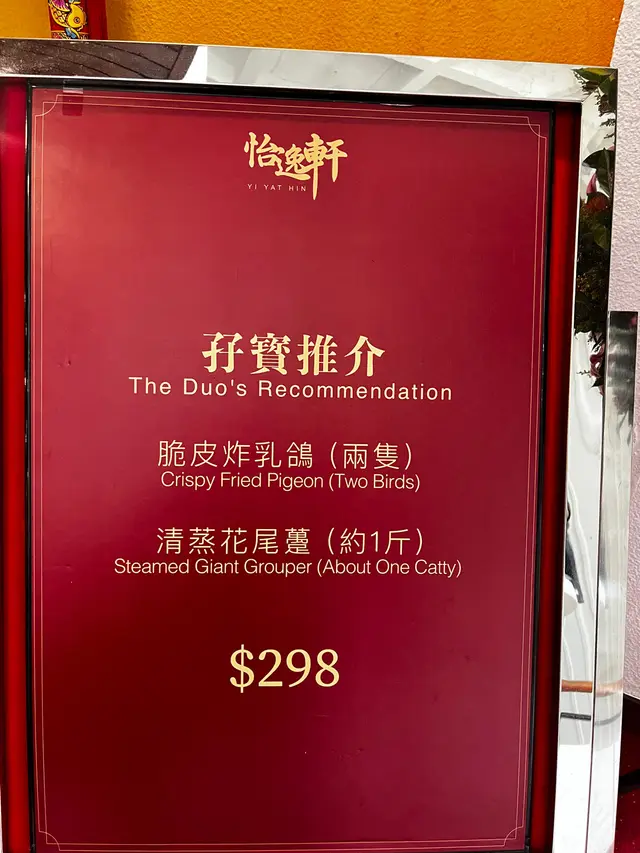 怡逸軒
YI YAT HIN
孖寶推介
The Duo's Recommendation
脆皮炸乳鴿（兩隻）
Crispy Fried Pigeon (Two Birds)
清蒸花尾躉（約1斤）
Steamed Giant Grouper (About One Catty)
$298